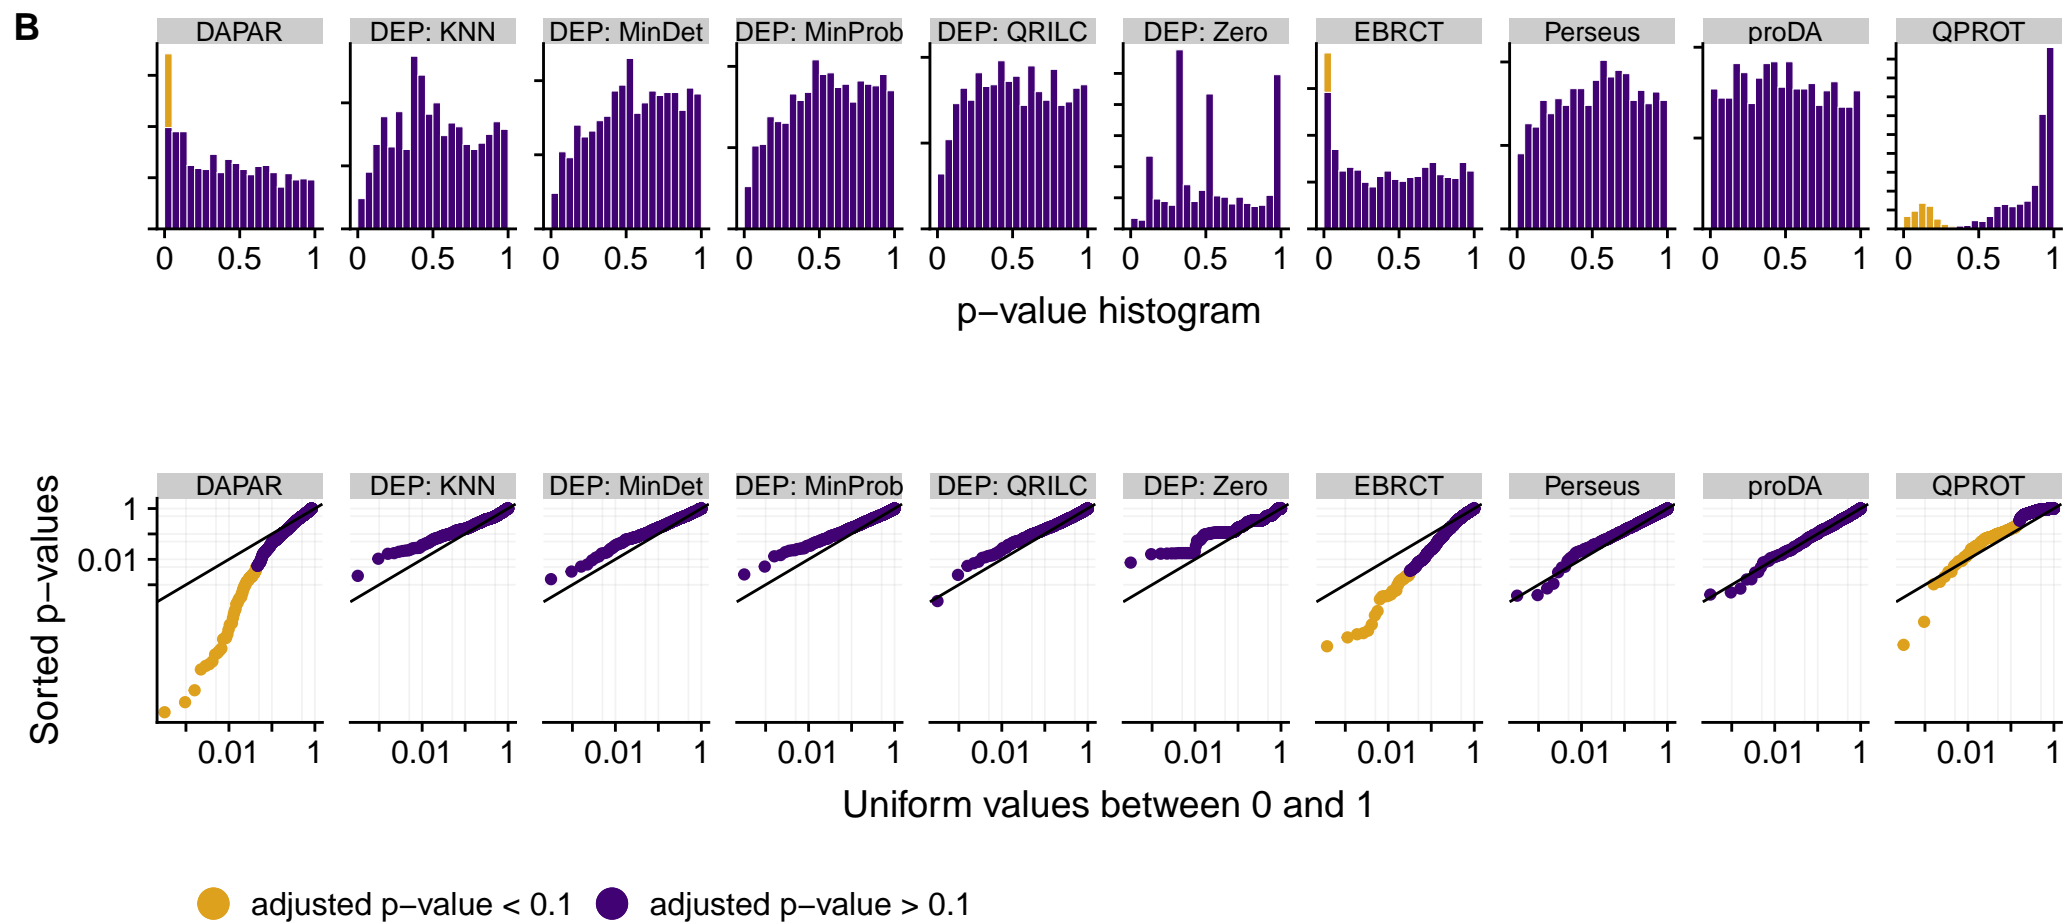 B
DAPAR DEP: KNN DEP: MinDet DEP: MinProb DEP: QRILC DEP: Zero EBRCT Perseus proDA QPROT
0 0.5 1 0 0.5 1 0 0.5 1 0 0.5 1 0 0.5 1 0 0.5 1 0 0.5 1 0 0.5 1 0 0.5 1 0 0.5 1
p−value histogram
DAPAR DEP: KNN DEP: MinDet DEP: MinProb DEP: QRILC DEP: Zero EBRCT Perseus proDA QPROT
Sorted p−values
1
0.01
0.01 1 0.01 1 0.01 1 0.01 1 0.01 1 0.01 1 0.01 1 0.01 1 0.01 1 0.01 1
Uniform values between 0 and 1
adjusted p−value < 0.1 adjusted p−value > 0.1